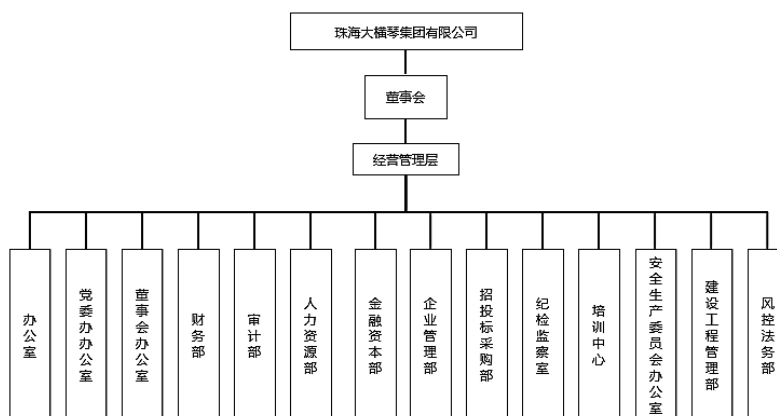 珠海大横琴集团有限公司
董事会
经营管理层
办公室
党委办办公室
董事会办公室
财务部
审计部
人力资源部
金融资本部
企业管理部
招投标采购部
纪检监察室
培训中心
安全生产委员会办公室
建设工程管理部
风控法务部